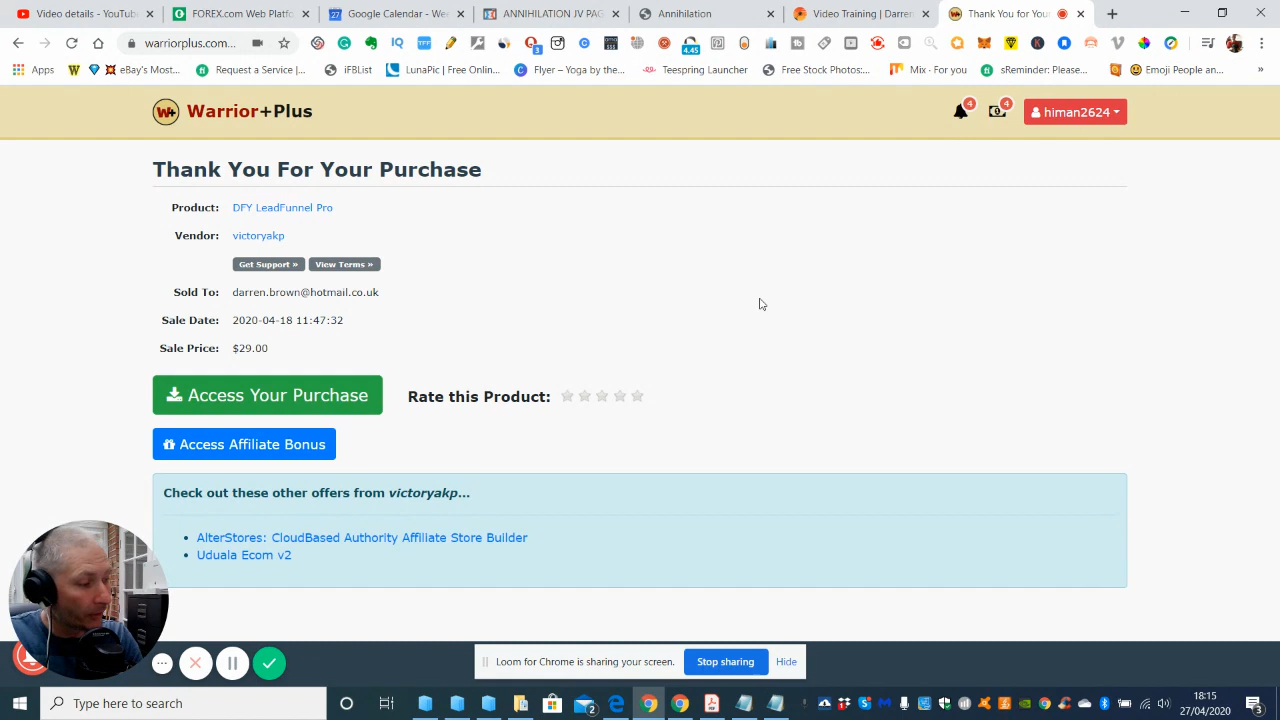 Video details - YouTub
FOREX.com Web Platfo
Google Calendar - We
ANNIHILATION JV PAG
Annihilation
Video Training | Darren
Thank You for You
warriorplus.com...
Apps
eBay's Most...
Request a Service |...
iFBList
LunaPic | Free Onlin...
Flyer – Yoga by the...
Teespring Launcher
Free Stock Photos:...
Mix · For you
sReminder: Please...
Emoji People and...
Warrior+Plus
4
4
himan2624
Thank You For Your Purchase
Product: DFY LeadFunnel Pro
Vendor: victoryakp
Get Support » View Terms »
Sold To: darren.brown@hotmail.co.uk
Sale Date: 2020-04-18 11:47:32
Sale Price: $29.00
Access Your Purchase
Rate this Product:
Access Affiliate Bonus
Check out these other offers from victoryakp...
• AlterStores: CloudBased Authority Affiliate Store Builder
• Uduala Ecom v2
Loom for Chrome is sharing your screen. Stop sharing Hide
Type here to search
18:15
27/04/2020